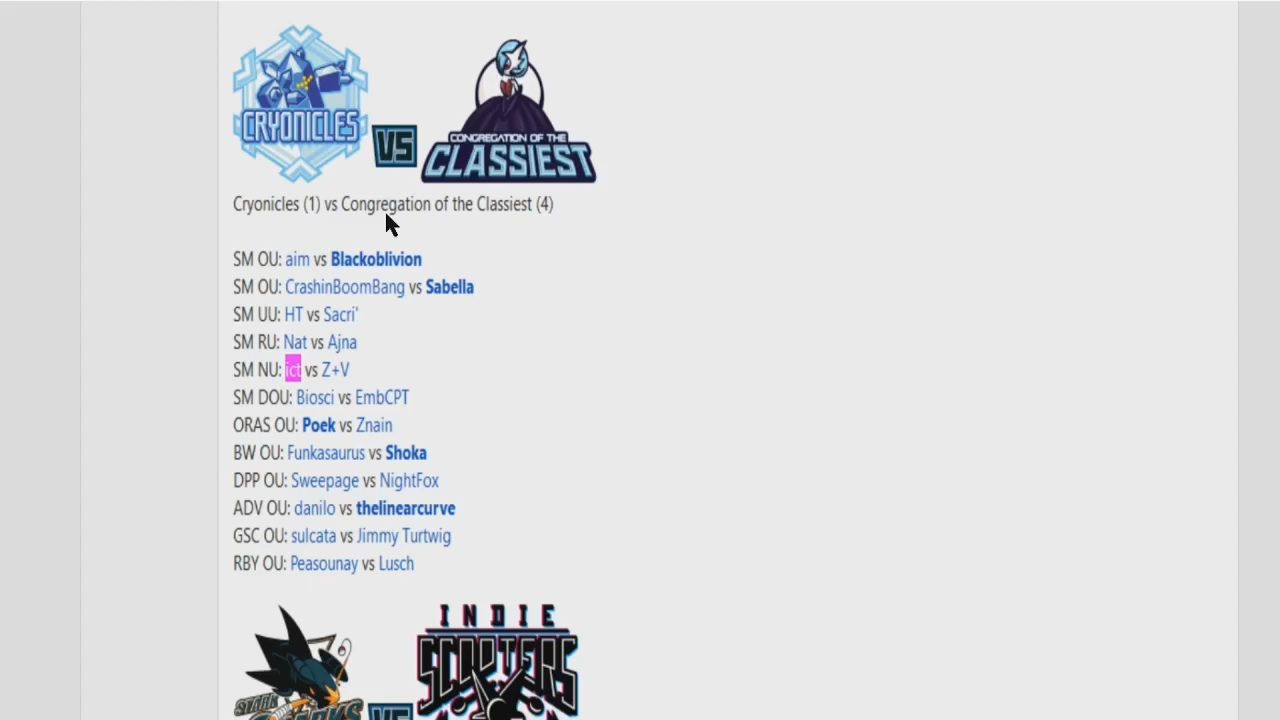 CRYONICLES
VS
CONGREGATION OF THE
CLASSIEST
Cryonicles (1) vs Congregation of the Classiest (4)
SM OU: aim vs Blackoblivion
SM OU: CrashinBoomBang vs Sabella
SM UU: HT vs Sacri'
SM RU: Nat vs Ajna
SM NU: ict vs Z+V
SM DOU: Biosci vs EmbCPT
ORAS OU: Poek vs Znain
BW OU: Funkasaurus vs Shoka
DPP OU: Sweepage vs NightFox
ADV OU: danilo vs thelinearcurve
GSC OU: sulcata vs Jimmy Turtwig
RBY OU: Peasounay vs Lusch
INDIE
SCOOTERS
VS